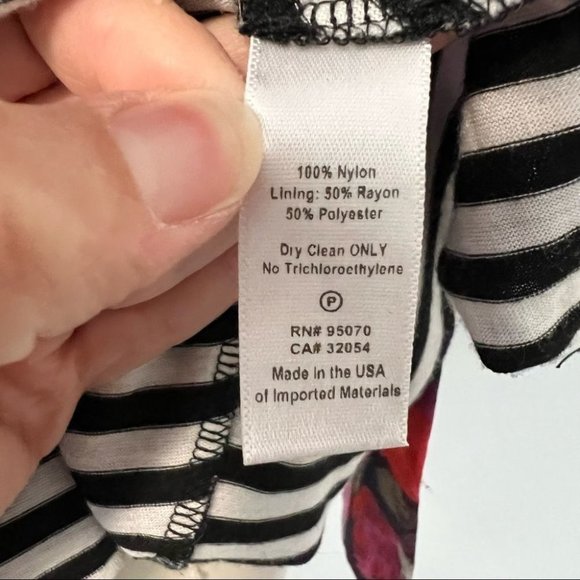 100% Nylon
Lining: 50% Rayon
50% Polyester
Dry Clean ONLY
No Trichloroethylene
P
RN# 95070
CA# 32054
Made in the USA
of Imported Materials